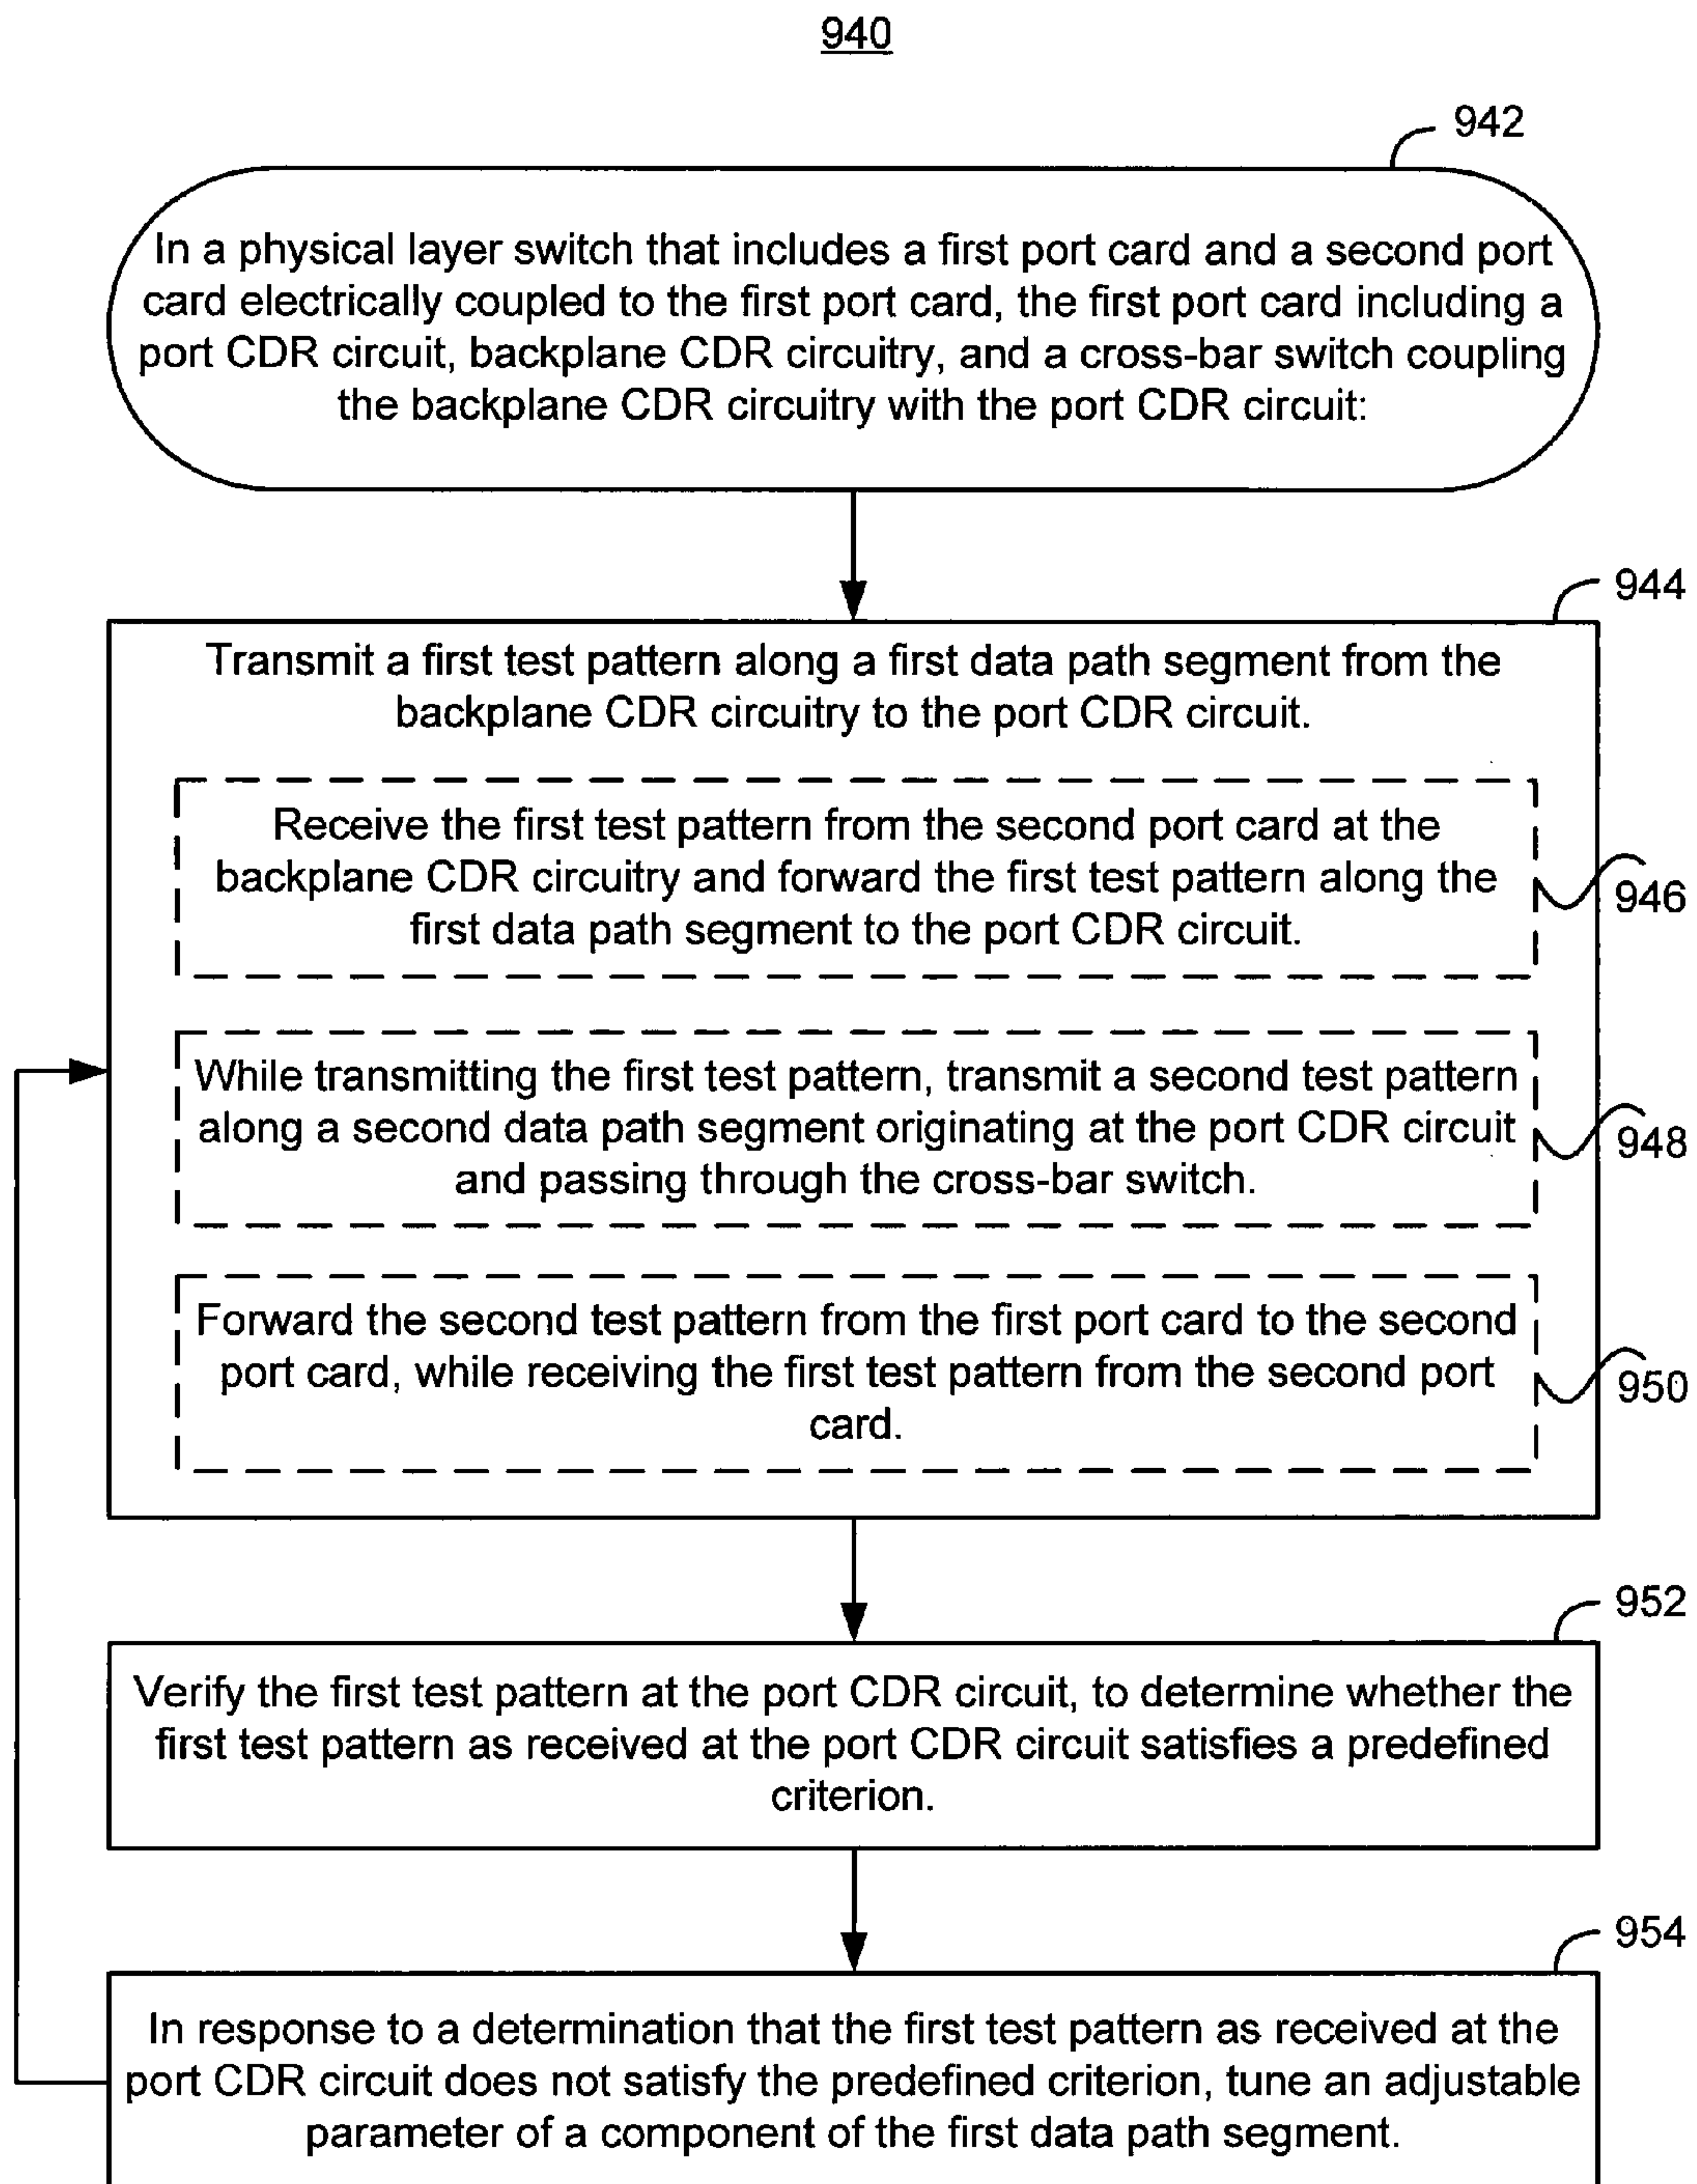 940
942
In a physical layer switch that includes a first port card and a second port
card electrically coupled to the first port card, the first port card including a
port CDR circuit, backplane CDR circuitry, and a cross-bar switch coupling
the backplane CDR circuitry with the port CDR circuit:
944
Transmit a first test pattern along a first data path segment from the
backplane CDR circuitry to the port CDR circuit.
Receive the first test pattern from the second port card at the
backplane CDR circuitry and forward the first test pattern along the
first data path segment to the port CDR circuit.
946
While transmitting the first test pattern, transmit a second test pattern
along a second data path segment originating at the port CDR circuit
and passing through the cross-bar switch.
948
Forward the second test pattern from the first port card to the second
port card, while receiving the first test pattern from the second port
card.
950
952
Verify the first test pattern at the port CDR circuit, to determine whether the
first test pattern as received at the port CDR circuit satisfies a predefined
criterion.
954
In response to a determination that the first test pattern as received at the
port CDR circuit does not satisfy the predefined criterion, tune an adjustable
parameter of a component of the first data path segment.